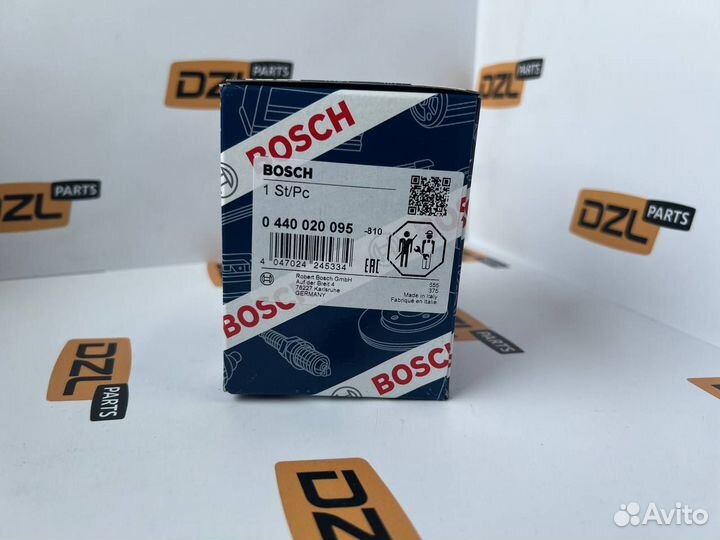 DZL PARTS
DZL PARTS
DZL PARTS
DZL PARTS
DZL PARTS
DZL
BOSCH
BOSCH
1 St/Pc
0 440 020 095 -810
4 047024 245334
EAC
Robert Bosch GmbH
Auf der Breit 4
76227 Karlsruhe
GERMANY
555
375
Made in Italy
Fabriqué en Italie
BOSCH
BOSCH
Avito